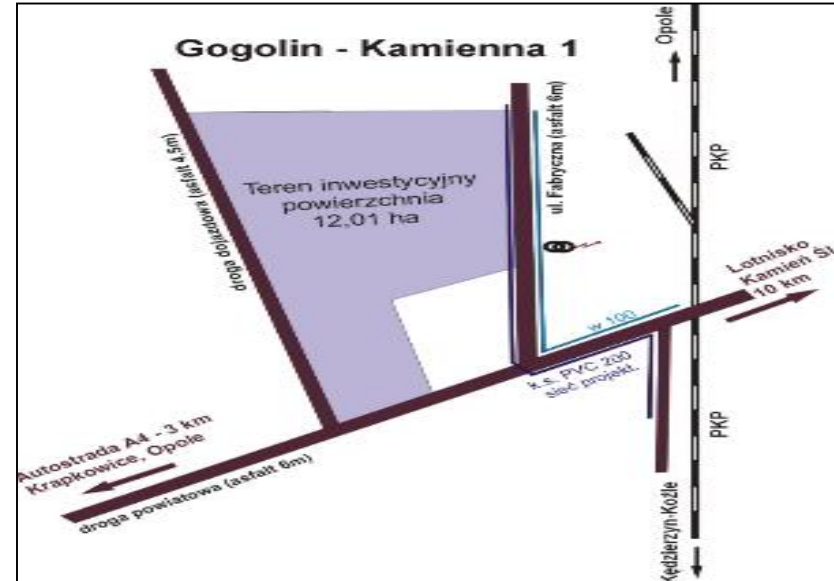 Gogolin - Kamienna 1
Opole
PKP
droga dojazdowa (asfalt 4,5m)
Teren inwestycyjny
powierzchnia
12,01 ha
ul. Fabryczna (asfalt 6m)
Lotnisko
Kamień Śl.
10 km
w 100
k.s. PVC 200
sieć projekt.
Autostrada A4 - 3 km
Krapkowice, Opole
droga powiatowa (asfalt 6m)
PKP
Kędzierzyn-Koźle